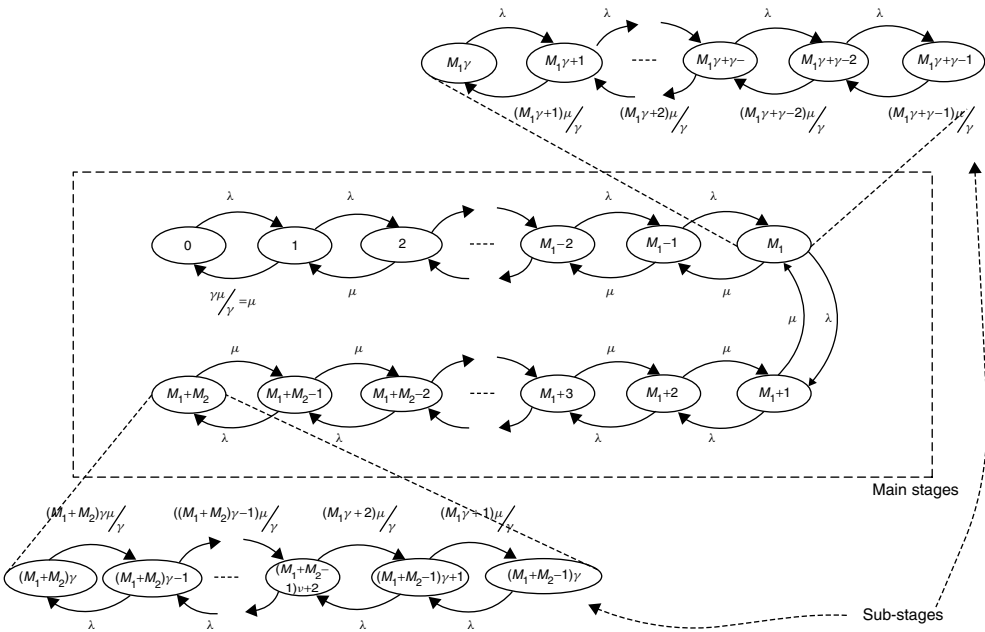 λ λ λ λ
M₁γ M₁γ+1 ---- M₁γ+γ− M₁γ+γ−2 M₁γ+γ−1
(M₁γ+1)μ/γ (M₁γ+2)μ/γ (M₁γ+γ−2)μ/γ (M₁γ+γ−1)μ/γ
λ λ λ λ
0 1 2 ---- M₁−2 M₁−1 M₁
γμ/γ =μ μ μ μ
μ λ
μ μ μ μ
M₁+M₂ M₁+M₂−1 M₁+M₂−2 ---- M₁+3 M₁+2 M₁+1
λ λ λ λ
Main stages
(M₁+M₂)γμ/γ ((M₁+M₂)γ−1)μ/γ (M₁γ+2)μ/γ (M₁γ+1)μ/γ
(M₁+M₂)γ (M₁+M₂)γ−1 ---- (M₁+M₂− (M₁+M₂−1)γ+1 (M₁+M₂−1)γ
1)υ+2
λ λ λ λ
Sub-stages